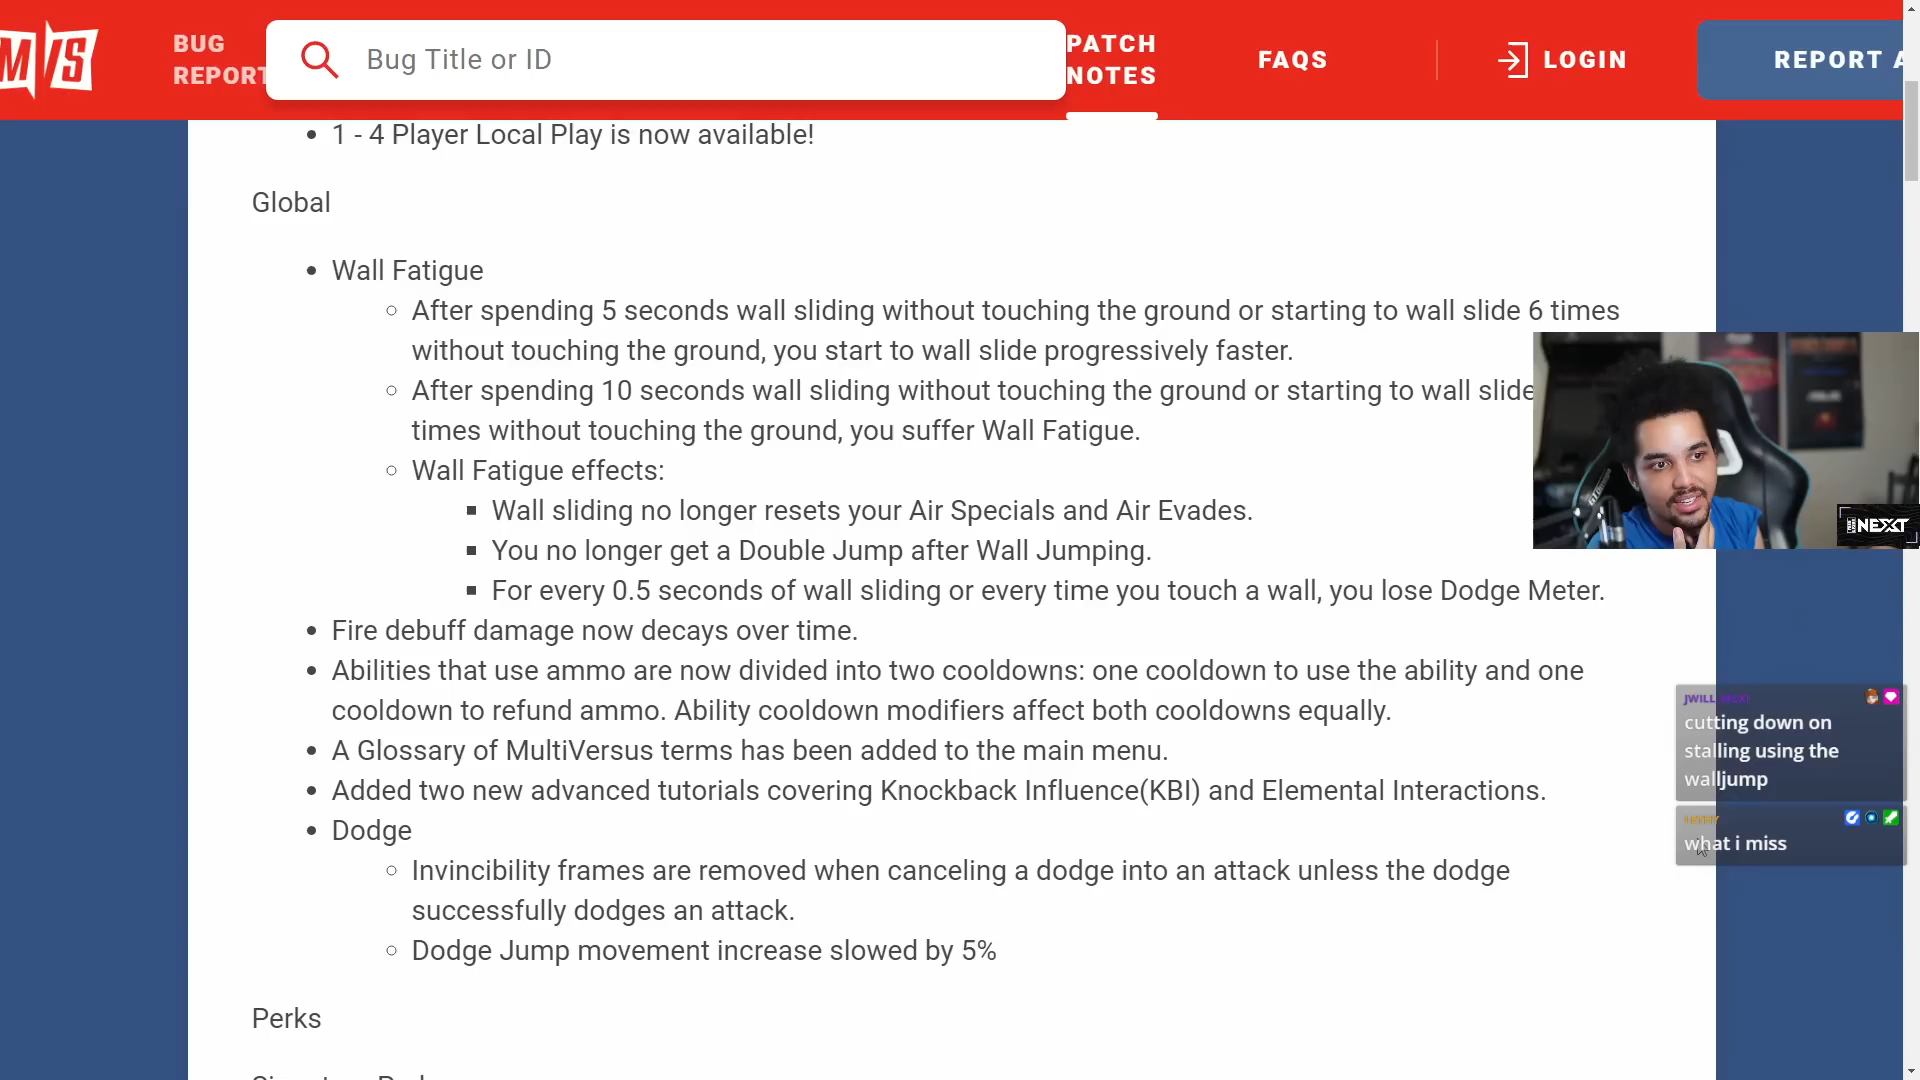 M/S
BUG
REPORT
Bug Title or ID
PATCH
NOTES
FAQS
LOGIN
REPORT A
1 - 4 Player Local Play is now available!
Global
Wall Fatigue
After spending 5 seconds wall sliding without touching the ground or starting to wall slide 6 times
without touching the ground, you start to wall slide progressively faster.
After spending 10 seconds wall sliding without touching the ground or starting to wall slide
times without touching the ground, you suffer Wall Fatigue.
Wall Fatigue effects:
Wall sliding no longer resets your Air Specials and Air Evades.
You no longer get a Double Jump after Wall Jumping.
For every 0.5 seconds of wall sliding or every time you touch a wall, you lose Dodge Meter.
Fire debuff damage now decays over time.
Abilities that use ammo are now divided into two cooldowns: one cooldown to use the ability and one
cooldown to refund ammo. Ability cooldown modifiers affect both cooldowns equally.
A Glossary of MultiVersus terms has been added to the main menu.
Added two new advanced tutorials covering Knockback Influence(KBI) and Elemental Interactions.
Dodge
Invincibility frames are removed when canceling a dodge into an attack unless the dodge
successfully dodges an attack.
Dodge Jump movement increase slowed by 5%
Perks
NEXT
cutting down on
stalling using the
walljump
what i miss